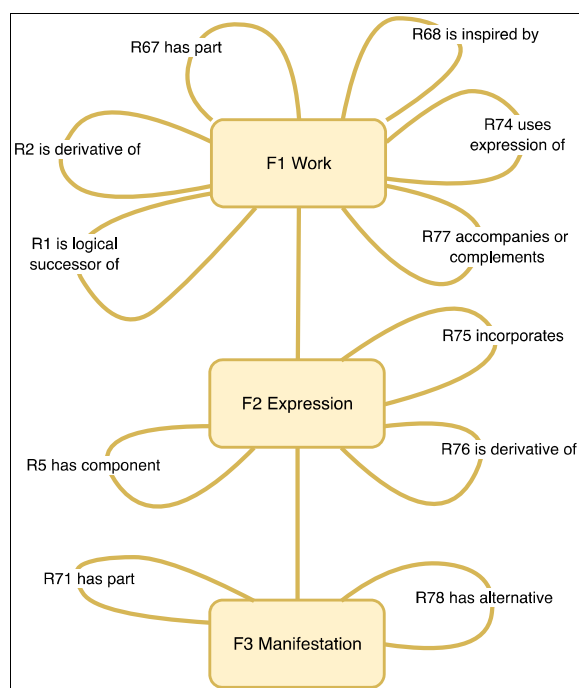 R67 has part
R68 is inspired by
R74 uses
expression of
R2 is derivative of
F1 Work
R1 is logical
successor of
R77 accompanies or
complements
R75 incorporates
F2 Expression
R76 is derivative of
R5 has component
R71 has part
R78 has alternative
F3 Manifestation